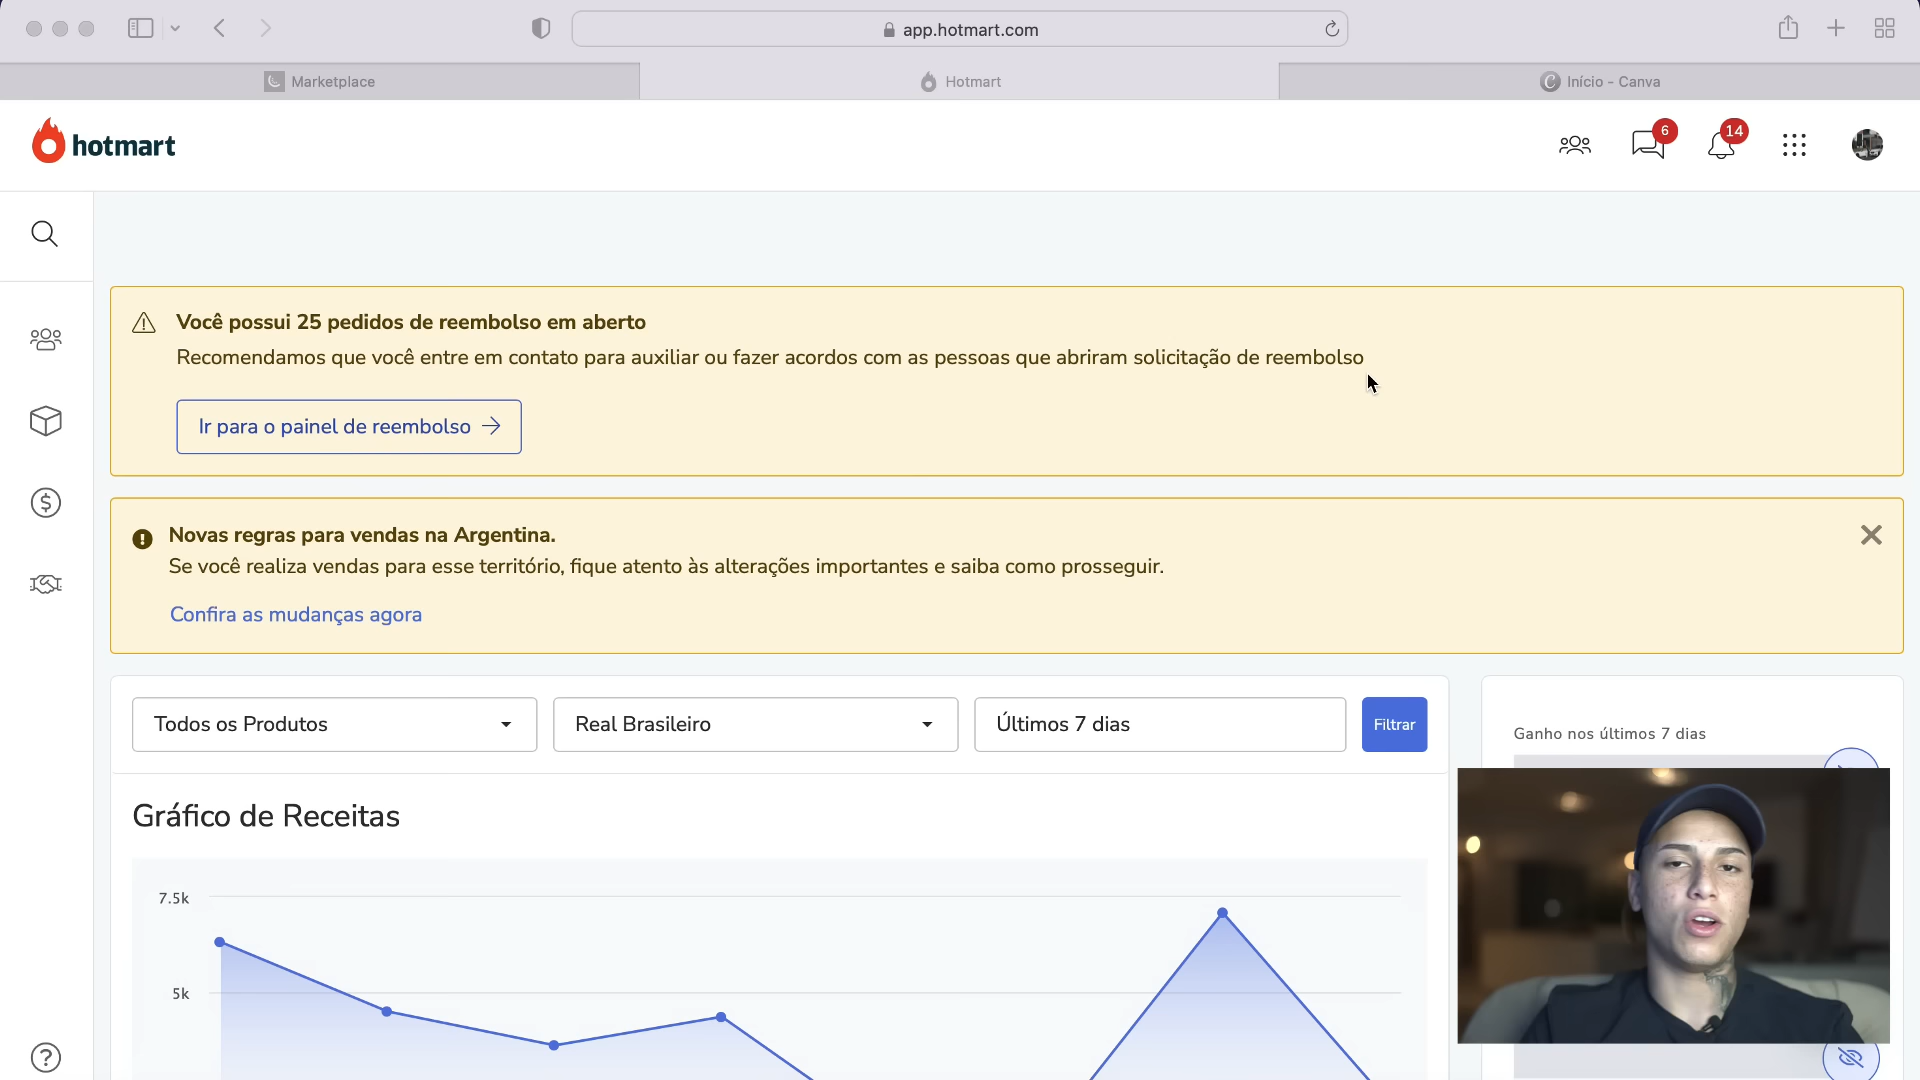 app.hotmart.com
Marketplace
Hotmart
Início - Canva
hotmart
6
14
Você possui 25 pedidos de reembolso em aberto
Recomendamos que você entre em contato para auxiliar ou fazer acordos com as pessoas que abriram solicitação de reembolso
Ir para o painel de reembolso →
Novas regras para vendas na Argentina.
Se você realiza vendas para esse território, fique atento às alterações importantes e saiba como prosseguir.
Confira as mudanças agora
Todos os Produtos
Real Brasileiro
Últimos 7 dias
Filtrar
Ganho nos últimos 7 dias
Gráfico de Receitas
7.5k
5k